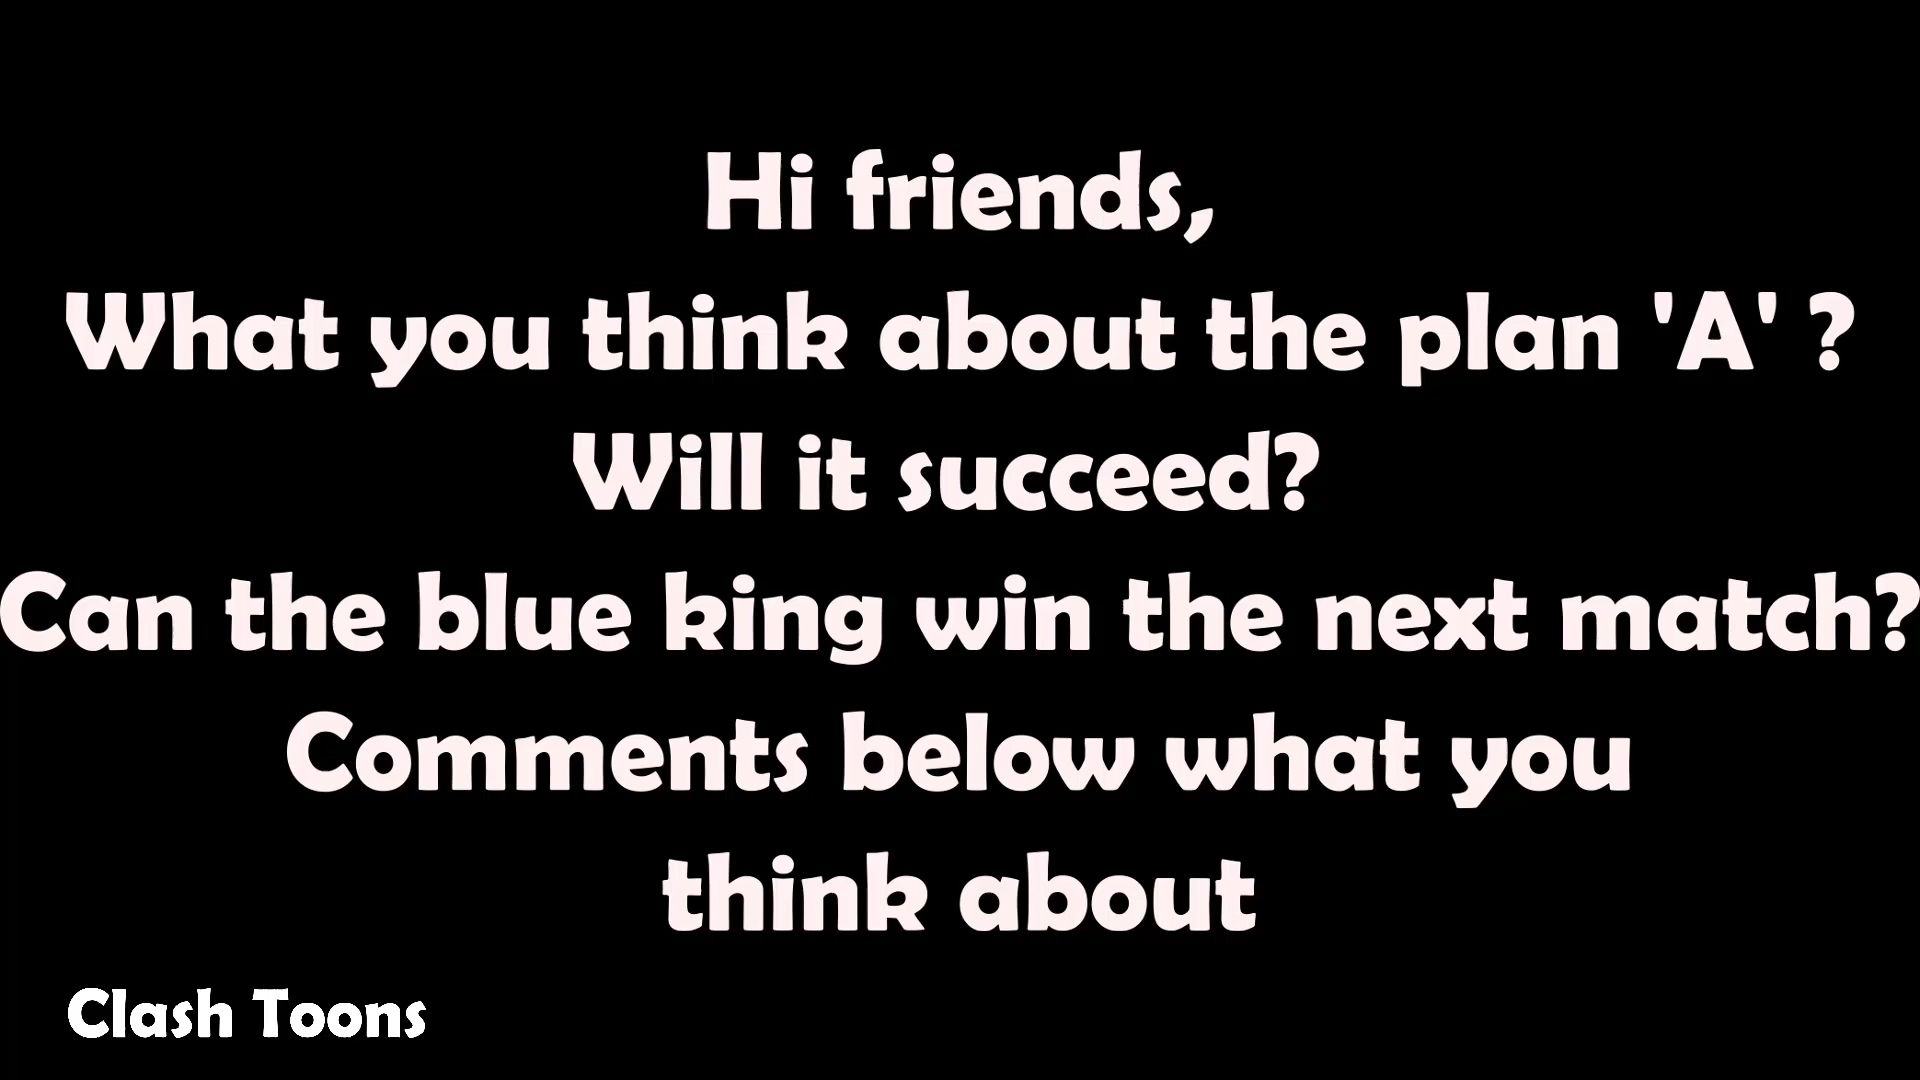 Hi friends,
What you think about the plan 'A' ?
Will it succeed?
Can the blue king win the next match?
Comments below what you
think about
Clash Toons